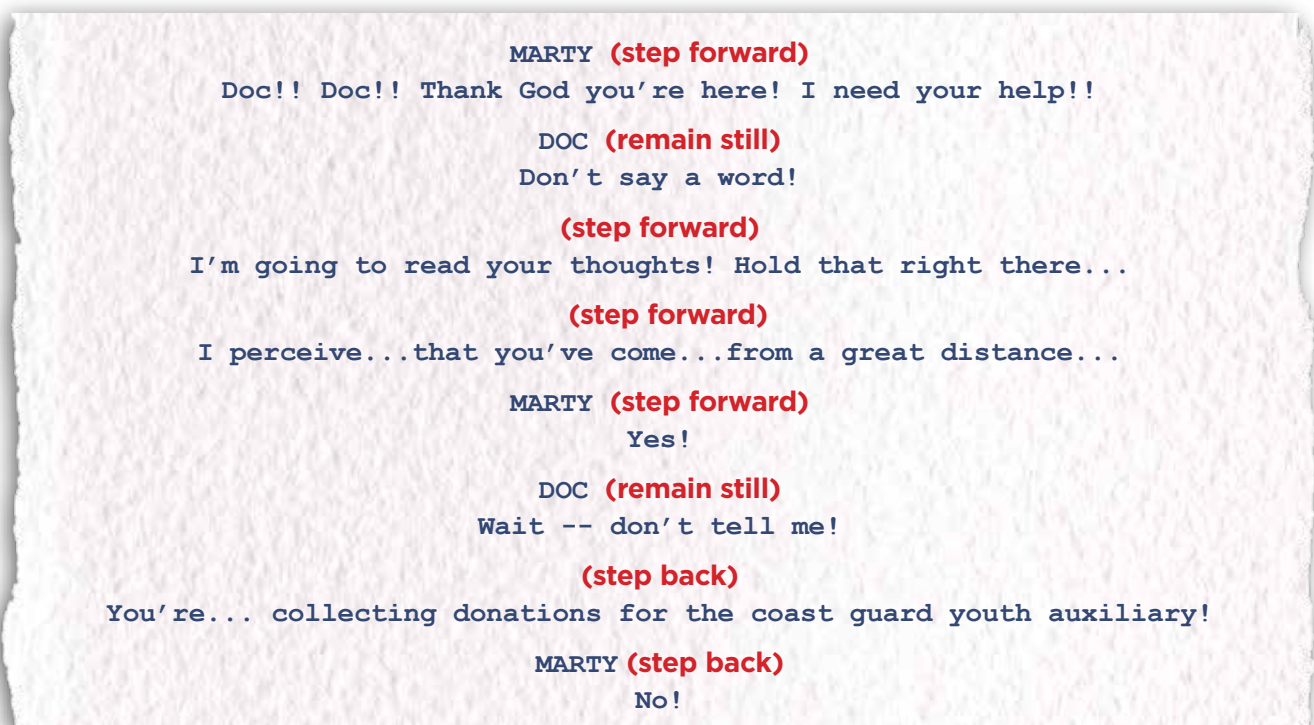 MARTY (step forward)
Doc!! Doc!! Thank God you're here! I need your help!!
DOC (remain still)
Don't say a word!
(step forward)
I'm going to read your thoughts! Hold that right there...
(step forward)
I perceive...that you've come...from a great distance...
MARTY (step forward)
Yes!
DOC (remain still)
Wait -- don't tell me!
(step back)
You're... collecting donations for the coast guard youth auxiliary!
MARTY (step back)
No!